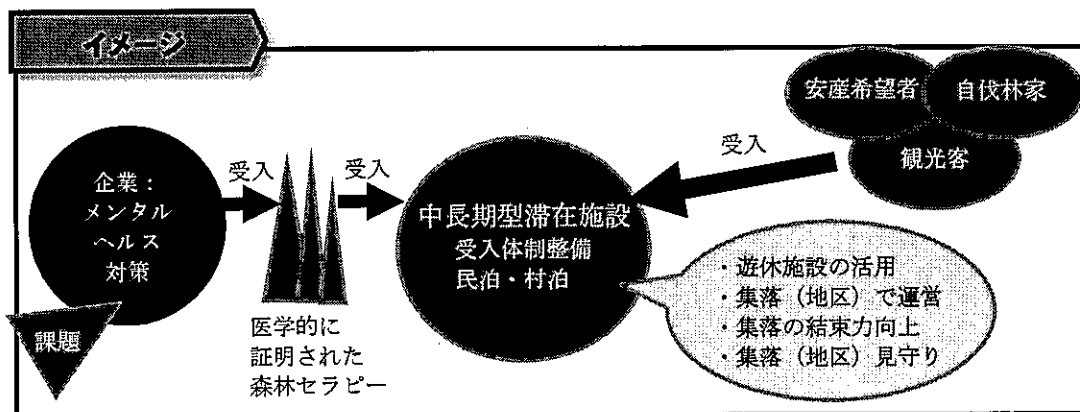 イメージ
企業：
メンタル
ヘルス
対策
課題
受入
医学的に
証明された
森林セラピー
受入
中長期型滞在施設
受入体制整備
民泊・村泊
受入
安産希望者
自伐林家
観光客
・遊休施設の活用
・集落（地区）で運営
・集落の結束力向上
・集落（地区）見守り